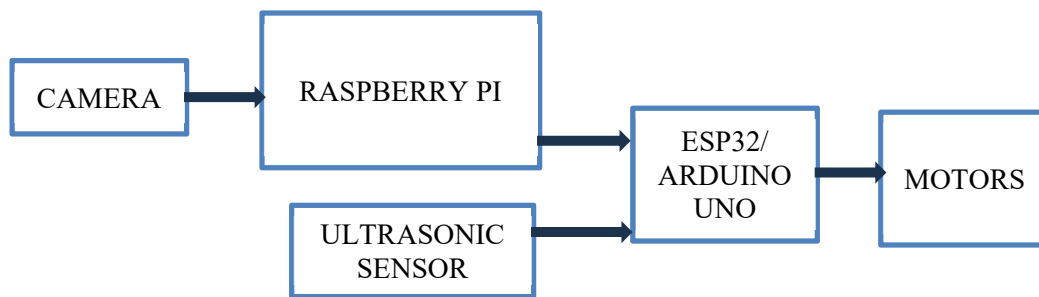 CAMERA
RASPBERRY PI
ULTRASONIC
SENSOR
ESP32/
ARDUINO
UNO
MOTORS